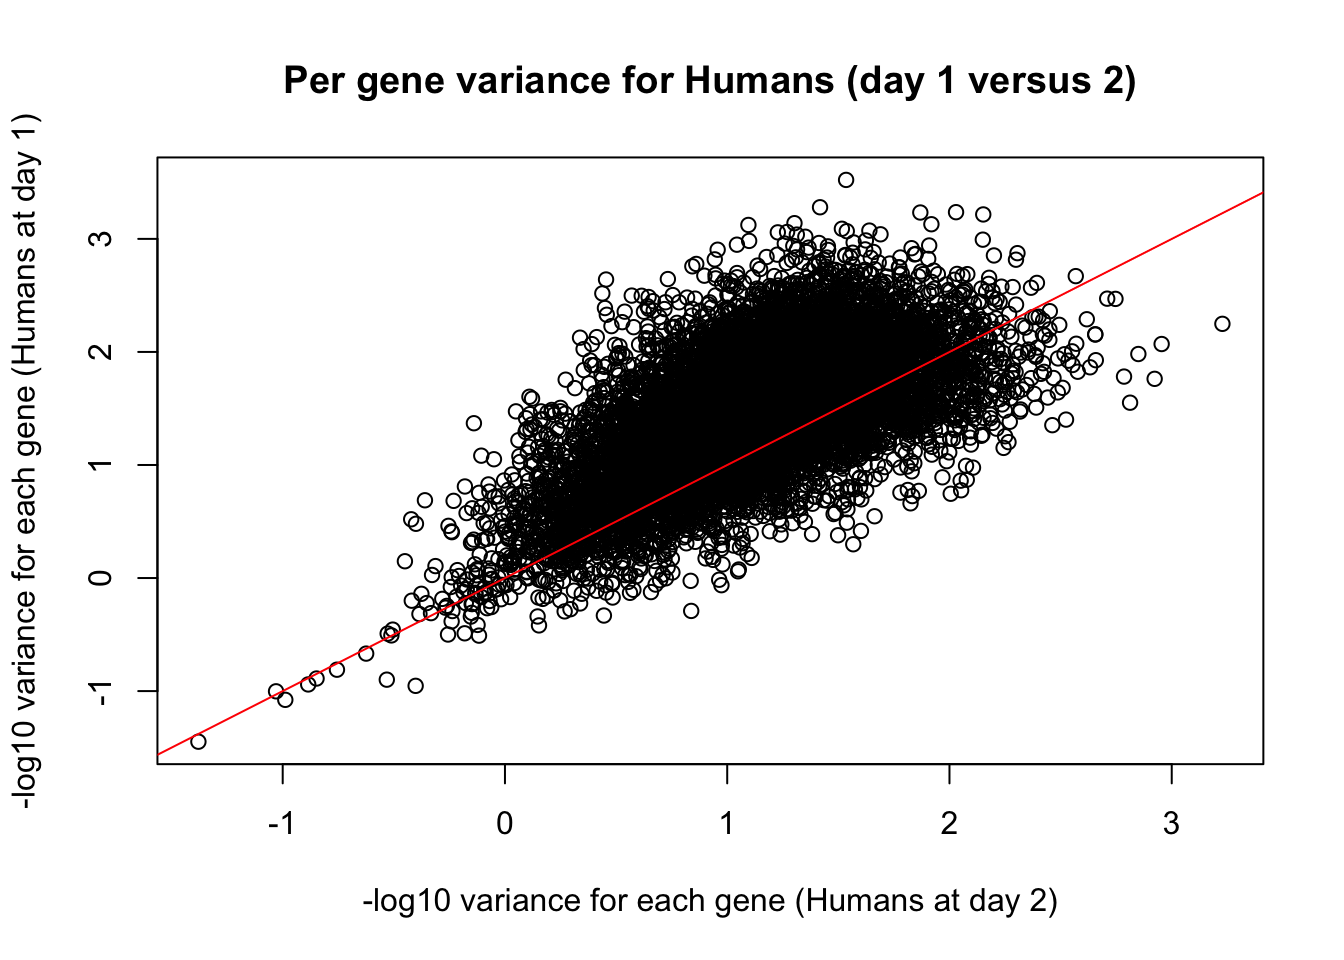 Per gene variance for Humans (day 1 versus 2)
-log10 variance for each gene (Humans at day 1)
3
2
1
0
-1
-1 0 1 2 3
-log10 variance for each gene (Humans at day 2)